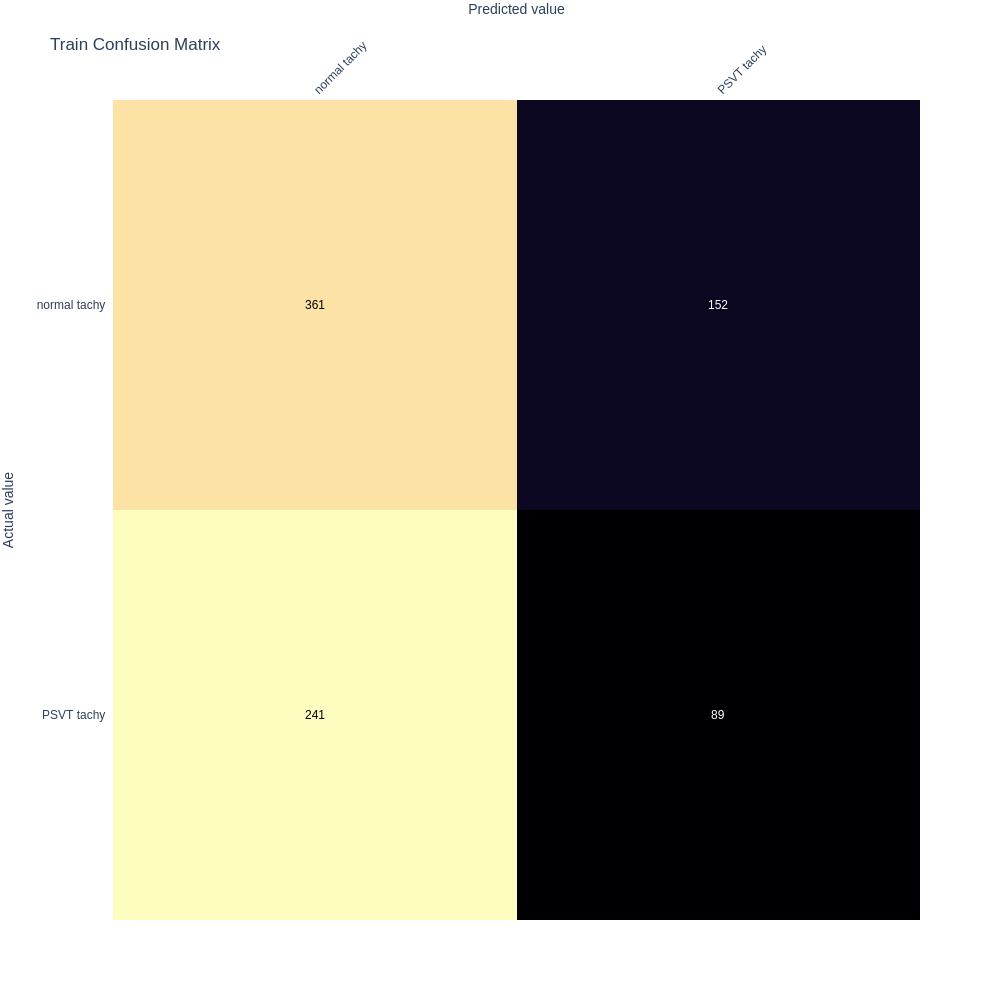 Predicted value
Train Confusion Matrix
normal tachy
PSVT tachy
normal tachy
361
152
Actual value
PSVT tachy
241
89